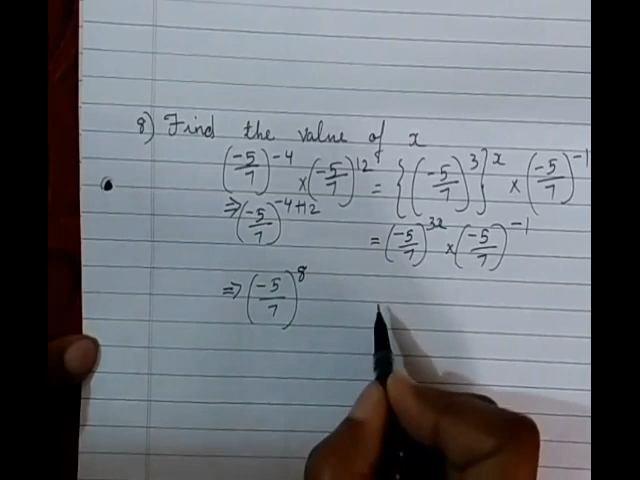 8) Find the value of x
(-5/7)^-4 × (-5/7)^12 = {(-5/7)^3}^x × (-5/7)^-1
⇒ (-5/7)^-4+12 = (-5/7)^3x × (-5/7)^-1
⇒ (-5/7)^8